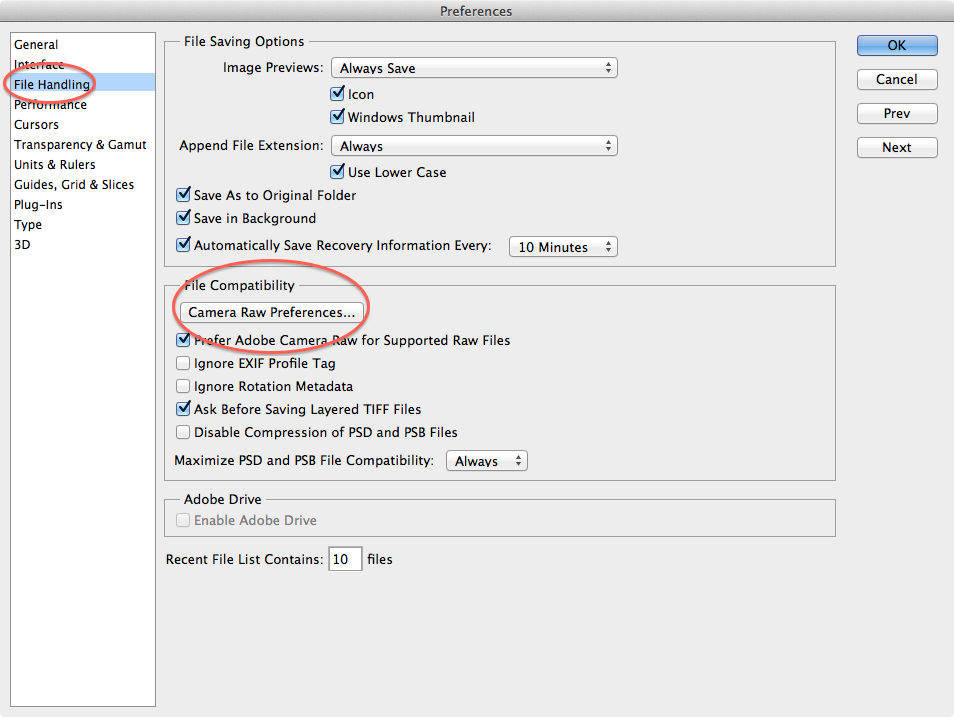 Preferences
General
Interface
File Handling
Performance
Cursors
Transparency & Gamut
Units & Rulers
Guides, Grid & Slices
Plug-Ins
Type
3D
File Saving Options
Image Previews: Always Save
Icon
Windows Thumbnail
Append File Extension: Always
Use Lower Case
Save As to Original Folder
Save in Background
Automatically Save Recovery Information Every: 10 Minutes
File Compatibility
Camera Raw Preferences...
Prefer Adobe Camera Raw for Supported Raw Files
Ignore EXIF Profile Tag
Ignore Rotation Metadata
Ask Before Saving Layered TIFF Files
Disable Compression of PSD and PSB Files
Maximize PSD and PSB File Compatibility: Always
Adobe Drive
Enable Adobe Drive
Recent File List Contains: 10 files
OK
Cancel
Prev
Next